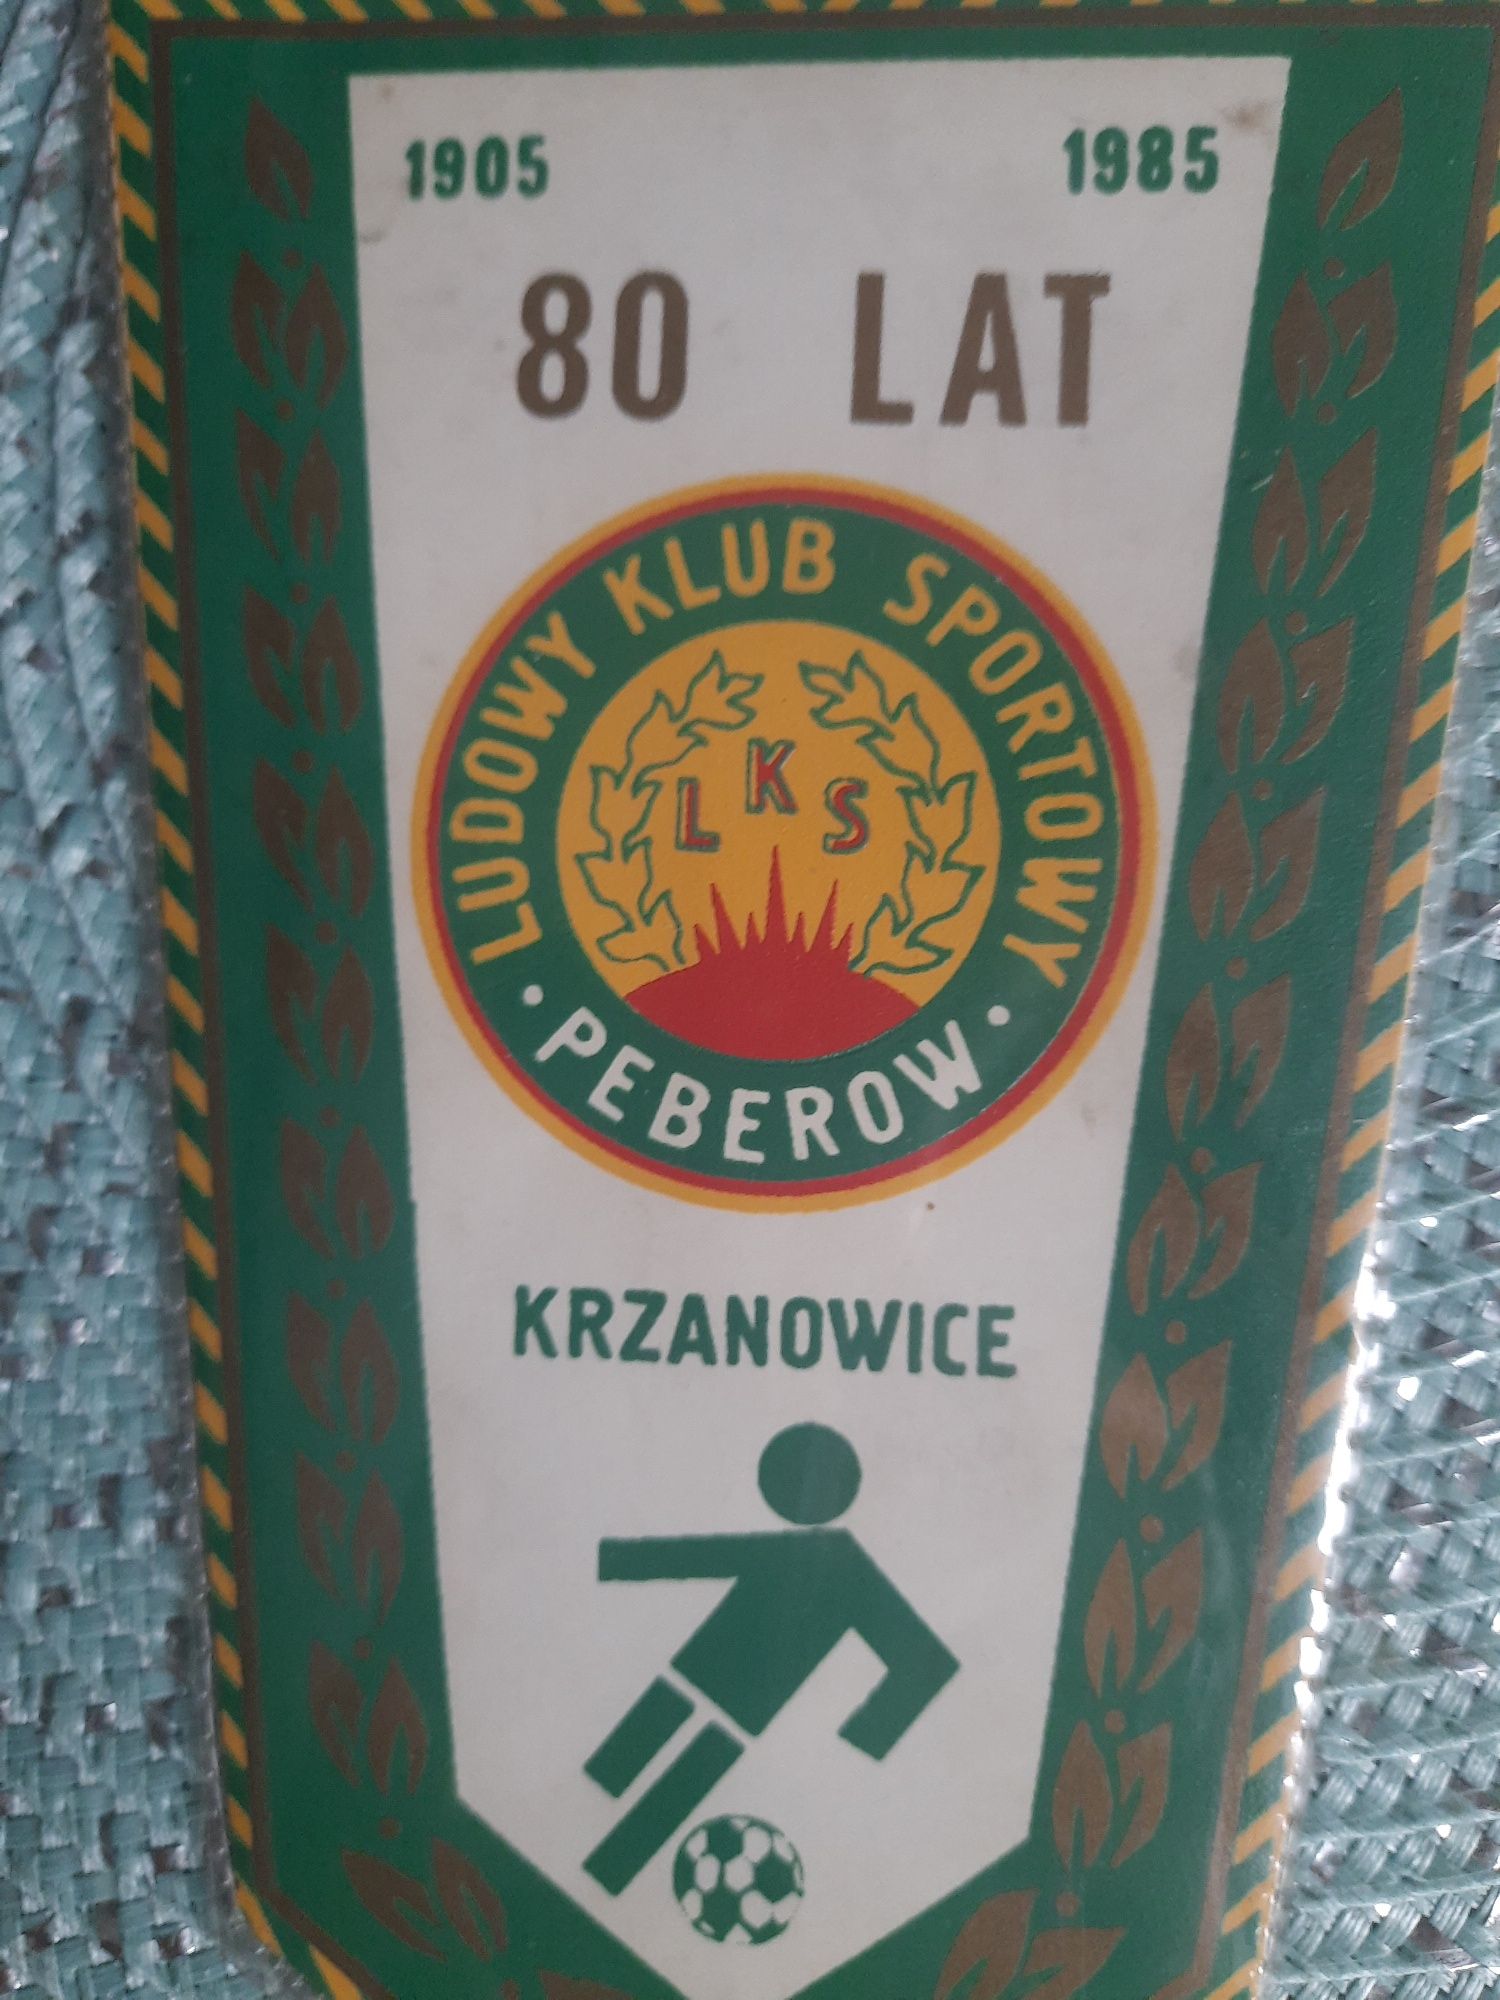 1905 1985
80 LAT
LUDOWY KLUB SPORTOWY
LKS
• PEBEROW •
KRZANOWICE